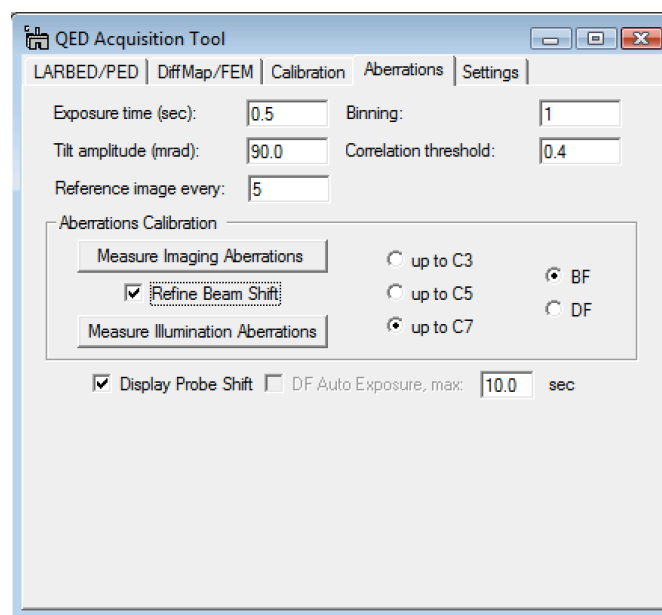 QED Acquisition Tool
LARBED/PED DiffMap/FEM Calibration Aberrations Settings
Exposure time (sec): 0.5 Binning: 1
Tilt amplitude (mrad): 90.0 Correlation threshold: 0.4
Reference image every: 5
Aberrations Calibration
Measure Imaging Aberrations
up to C3
BF
Refine Beam Shift
up to C5
DF
Measure Illumination Aberrations
up to C7
Display Probe Shift DF Auto Exposure, max: 10.0 sec